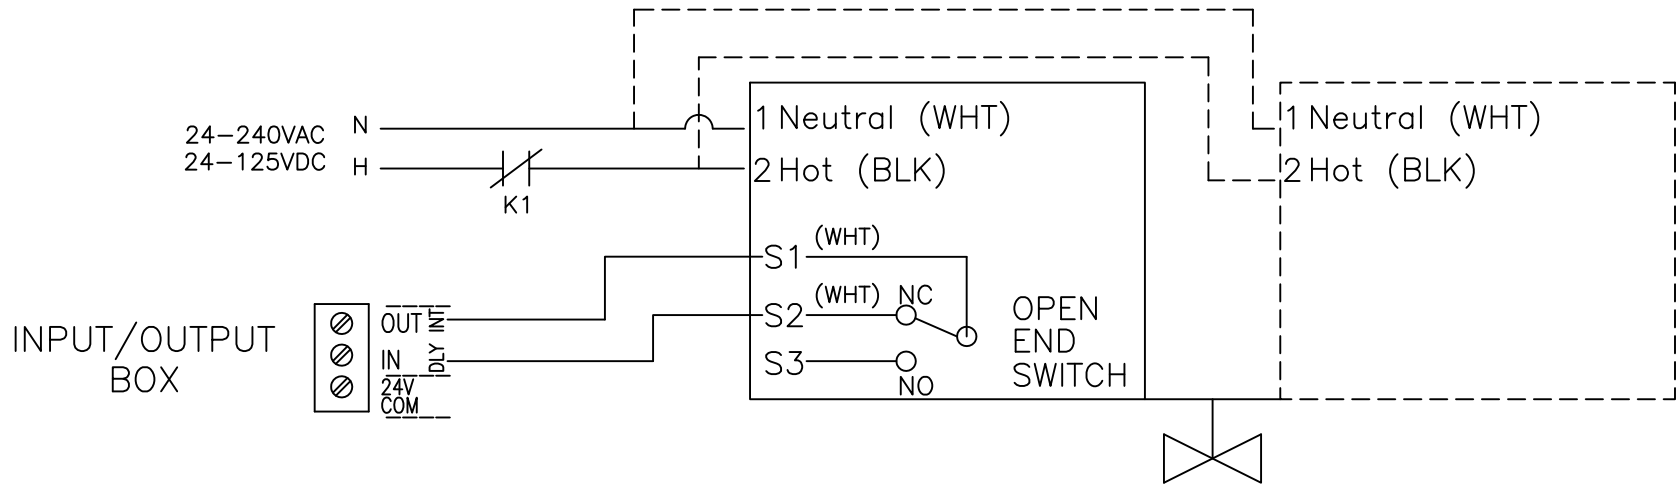 24-240VAC N
24-125VDC H
K1
1 Neutral (WHT)
2 Hot (BLK)
1 Neutral (WHT)
2 Hot (BLK)
S1 (WHT)
S2 (WHT) NC
S3 NO
OPEN
END
SWITCH
INPUT/OUTPUT
BOX
OUT INT
IN DLY
24V
COM